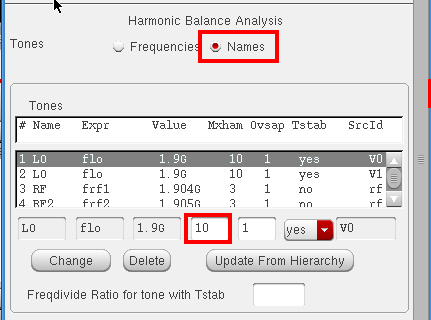 Harmonic Balance Analysis
Tones Frequencies Names
Tones
# Name Expr Value Mxham Ovsap Tstab SrcId
1 LO flo 1.9G 10 1 yes V0
2 LO flo 1.9G 10 1 yes V1
3 RF frf1 1.904G 3 1 no rf
4 RF2 frf2 1.905G 3 1 no rf
LO flo 1.9G 10 1 yes V0
Change Delete Update From Hierarchy
Freqdivide Ratio for tone with Tstab